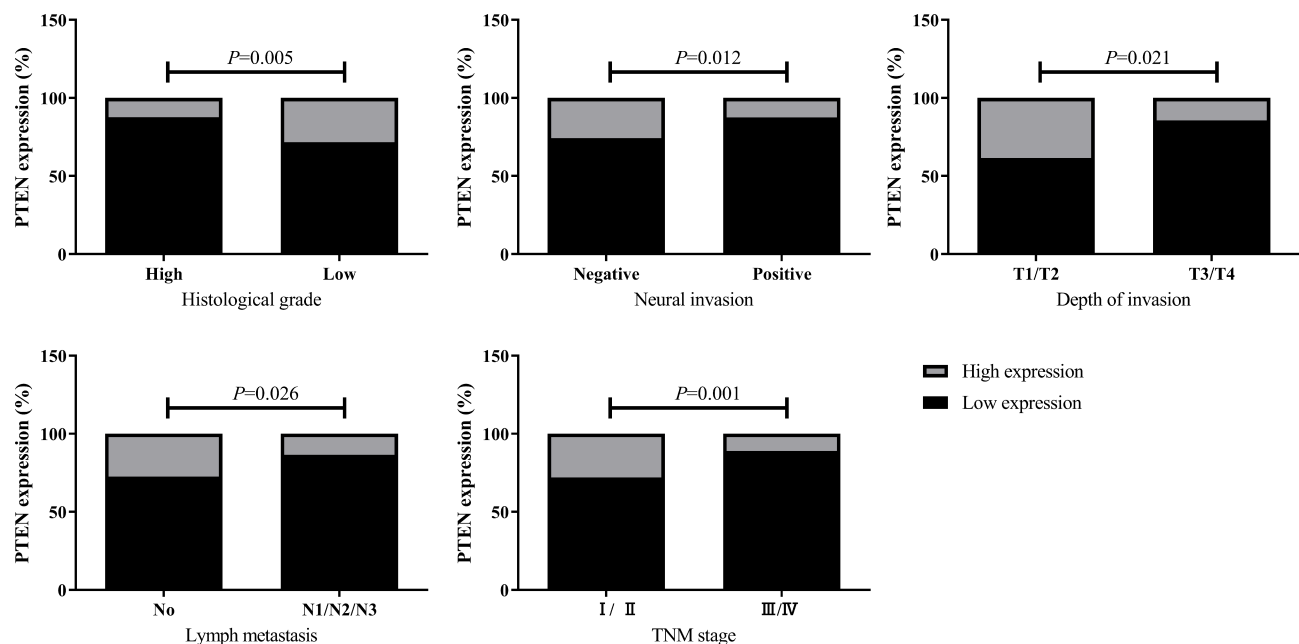 PTEN expression (%)
150
100
50
0
P=0.005
High
Low
Histological grade
PTEN expression (%)
150
100
50
0
P=0.012
Negative
Positive
Neural invasion
PTEN expression (%)
150
100
50
0
P=0.021
T1/T2
T3/T4
Depth of invasion
PTEN expression (%)
150
100
50
0
P=0.026
No
N1/N2/N3
Lymph metastasis
PTEN expression (%)
150
100
50
0
P=0.001
Ⅰ/ Ⅱ
Ⅲ/Ⅳ
TNM stage
High expression
Low expression